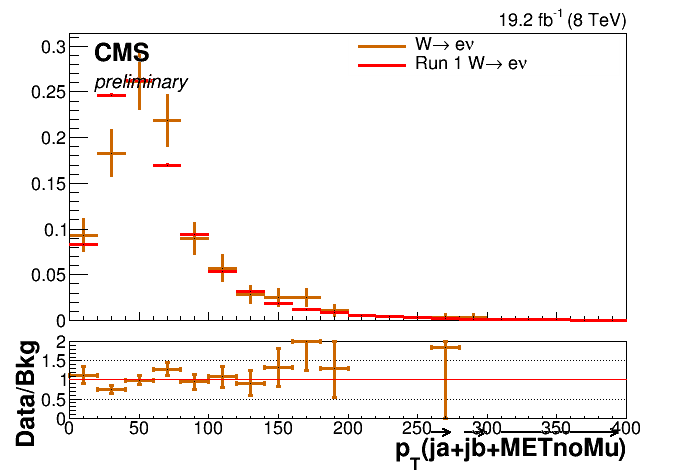 19.2 fb⁻¹ (8 TeV)
CMS
preliminary
W→ eν
Run 1 W→ eν
0.3
0.25
0.2
0.15
0.1
0.05
0
Data/Bkg
2
1.5
1
0.5
0
0 50 100 150 200 250 300 350 400
p_T(ja+jb+METnoMu)